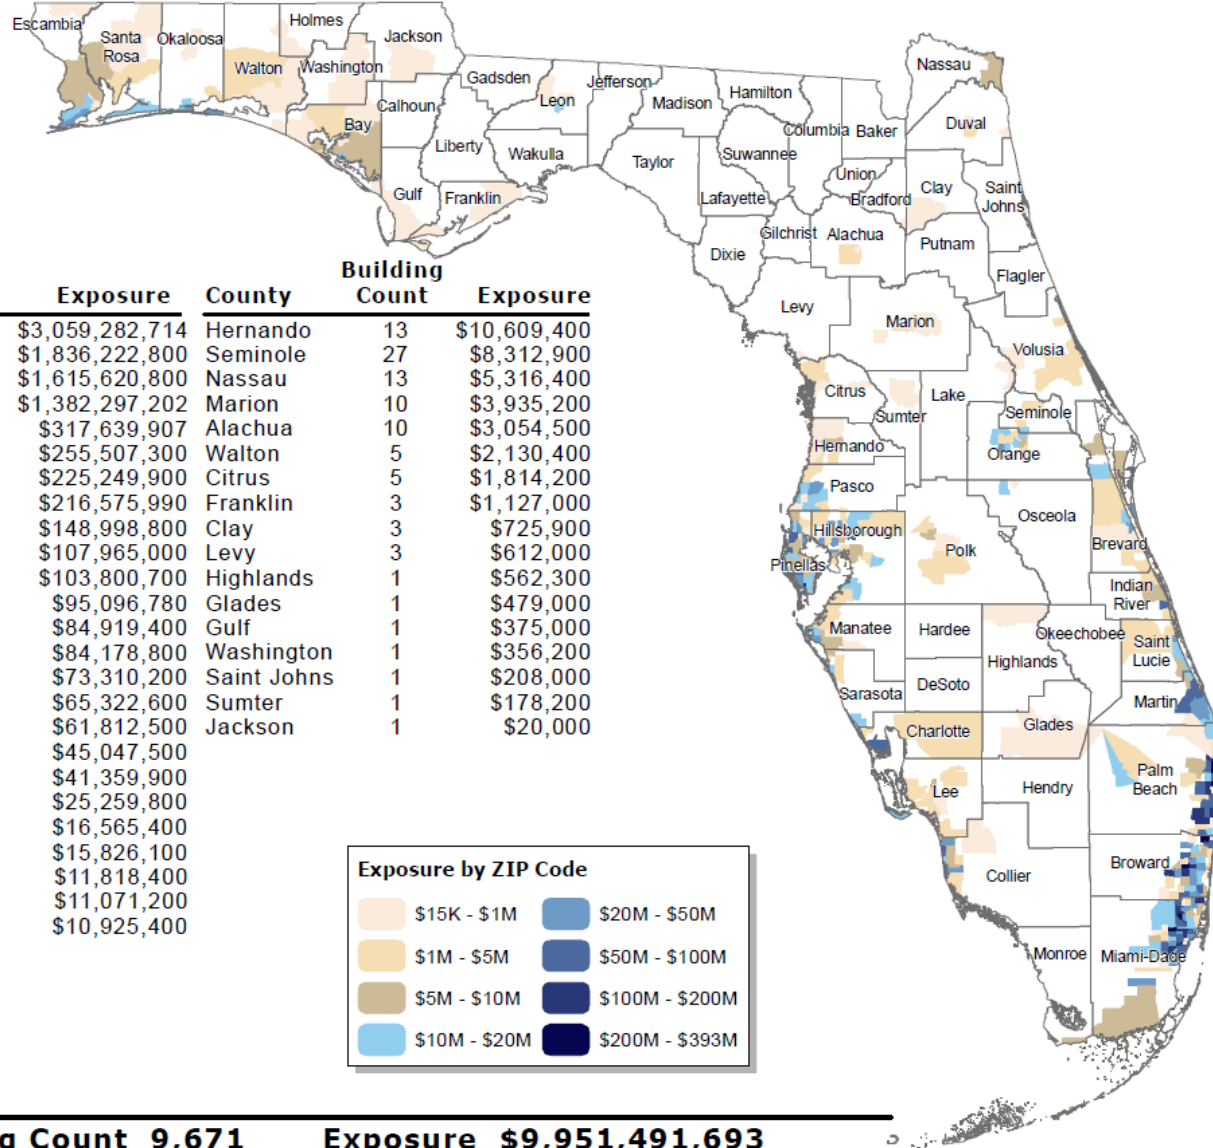 Escambia
Santa
Rosa
Okaloosa
Walton
Holmes
Washington
Jackson
Bay
Calhoun
Gulf
Gadsden
Liberty
Franklin
Leon
Wakulla
Jefferson
Madison
Taylor
Hamilton
Suwannee
Lafayette
Dixie
Columbia
Baker
Union
Bradford
Gilchrist
Alachua
Levy
Nassau
Duval
Clay
Saint
Johns
Putnam
Flagler
Marion
Volusia
Citrus
Sumter
Lake
Seminole
Orange
Hernando
Pasco
Hillsborough
Pinellas
Polk
Osceola
Brevard
Indian
River
Manatee
Hardee
Highlands
Okeechobee
Saint
Lucie
Sarasota
DeSoto
Martin
Charlotte
Glades
Lee
Hendry
Palm
Beach
Collier
Broward
Monroe
Miami-Dade
Building
Exposure County Count Exposure
$3,059,282,714 Hernando 13 $10,609,400
$1,836,222,800 Seminole 27 $8,312,900
$1,615,620,800 Nassau 13 $5,316,400
$1,382,297,202 Marion 10 $3,935,200
$317,639,907 Alachua 10 $3,054,500
$255,507,300 Walton 5 $2,130,400
$225,249,900 Citrus 5 $1,814,200
$216,575,990 Franklin 3 $1,127,000
$148,998,800 Clay 3 $725,900
$107,965,000 Levy 3 $612,000
$103,800,700 Highlands 1 $562,300
$95,096,780 Glades 1 $479,000
$84,919,400 Gulf 1 $375,000
$84,178,800 Washington 1 $356,200
$73,310,200 Saint Johns 1 $208,000
$65,322,600 Sumter 1 $178,200
$61,812,500 Jackson 1 $20,000
$45,047,500
$41,359,900
$25,259,800
$16,565,400
$15,826,100
$11,818,400
$11,071,200
$10,925,400
Exposure by ZIP Code
$15K - $1M $20M - $50M
$1M - $5M $50M - $100M
$5M - $10M $100M - $200M
$10M - $20M $200M - $393M
g Count 9,671 Exposure $9,951,491,693